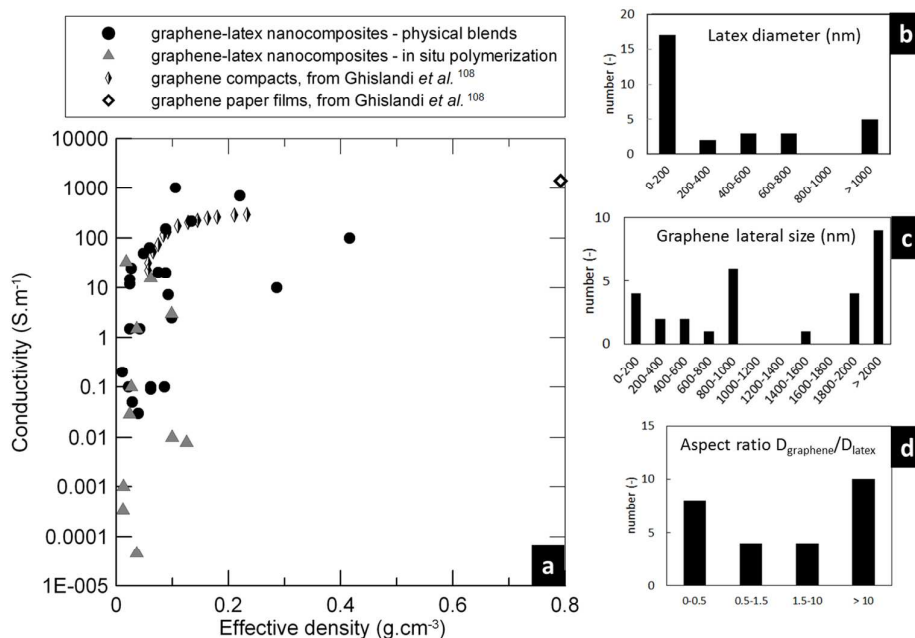 graphene-latex nanocomposites - physical blends
graphene-latex nanocomposites - in situ polymerization
graphene compacts, from Ghislandi et al. 108
graphene paper films, from Ghislandi et al. 108
10000
1000
100
10
1
0.1
0.01
0.001
0.0001
1E-005
Conductivity (S.m-1)
0
0.2
0.4
0.6
0.8
Effective density (g.cm-3)
a
b
Latex diameter (nm)
number (-)
20
15
10
5
0
0-200
200-400
400-600
600-800
800-1000
> 1000
c
Graphene lateral size (nm)
number (-)
10
5
0
0-200
200-400
400-600
600-800
800-1000
1000-1200
1200-1400
1400-1600
1600-1800
1800-2000
> 2000
d
Aspect ratio Dgraphene/Dlatex
number (-)
15
10
5
0
0-0.5
0.5-1.5
1.5-10
> 10